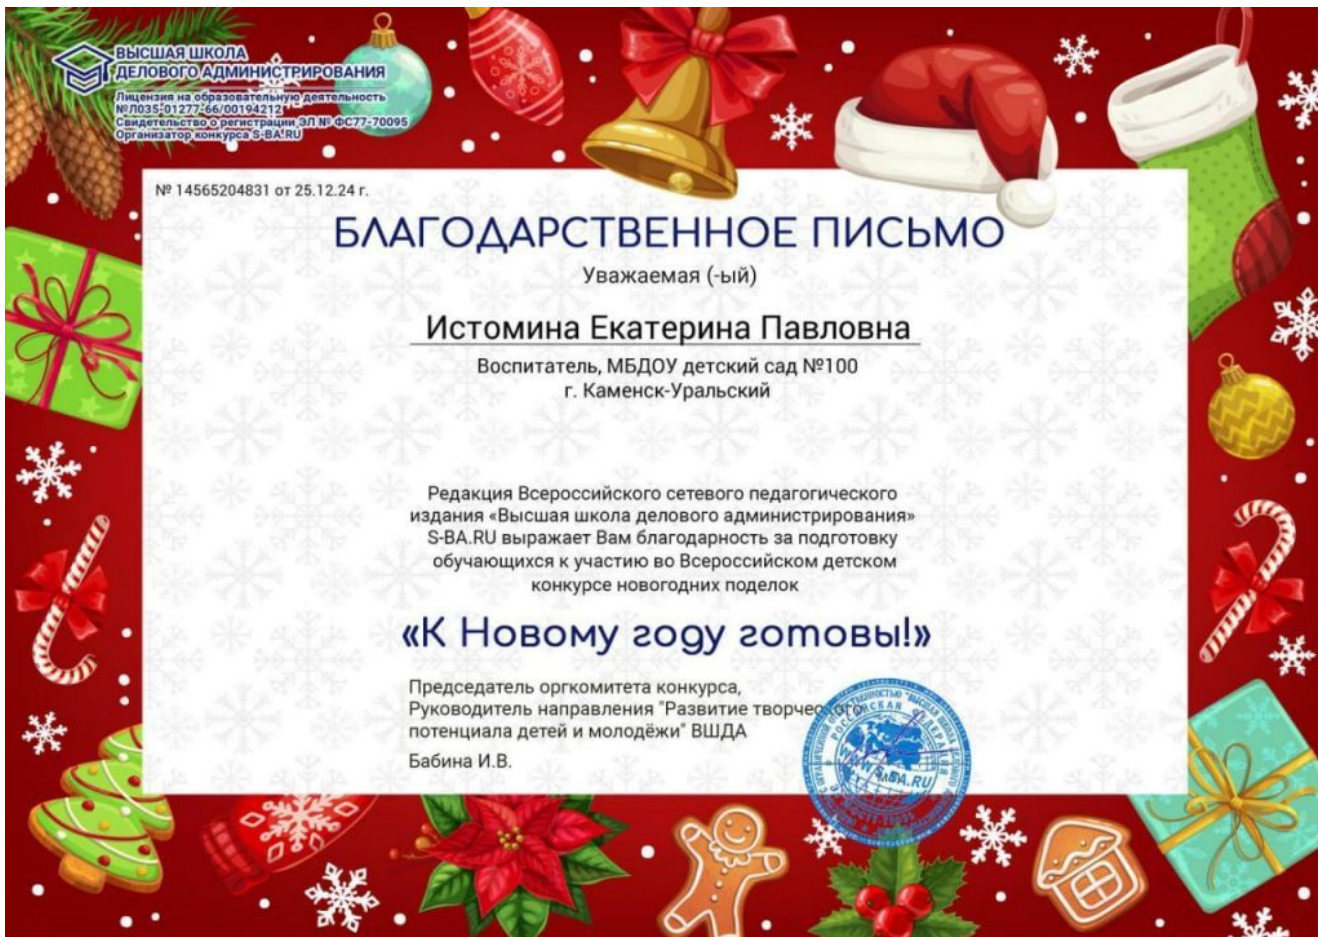 ВЫСШАЯ ШКОЛА
ДЕЛОВОГО АДМИНИСТРИРОВАНИЯ
Лицензия на образовательную деятельность
№Л035-01277-66/00194212
Свидетельство о регистрации ЭЛ № ФС77-70095
Организатор конкурса S-BA.RU
№ 14565204831 от 25.12.24 г.
БЛАГОДАРСТВЕННОЕ ПИСЬМО
Уважаемая (-ый)
Истомина Екатерина Павловна
Воспитатель, МБДОУ детский сад №100
г. Каменск-Уральский
Редакция Всероссийского сетевого педагогического
издания «Высшая школа делового администрирования»
S-BA.RU выражает Вам благодарность за подготовку
обучающихся к участию во Всероссийском детском
конкурсе новогодних поделок
«К Новому году готовы!»
Председатель оргкомитета конкурса,
Руководитель направления "Развитие творческого
потенциала детей и молодёжи" ВШДА
Бабина И.В.
РОССИЙСКАЯ ФЕДЕРАЦИЯ